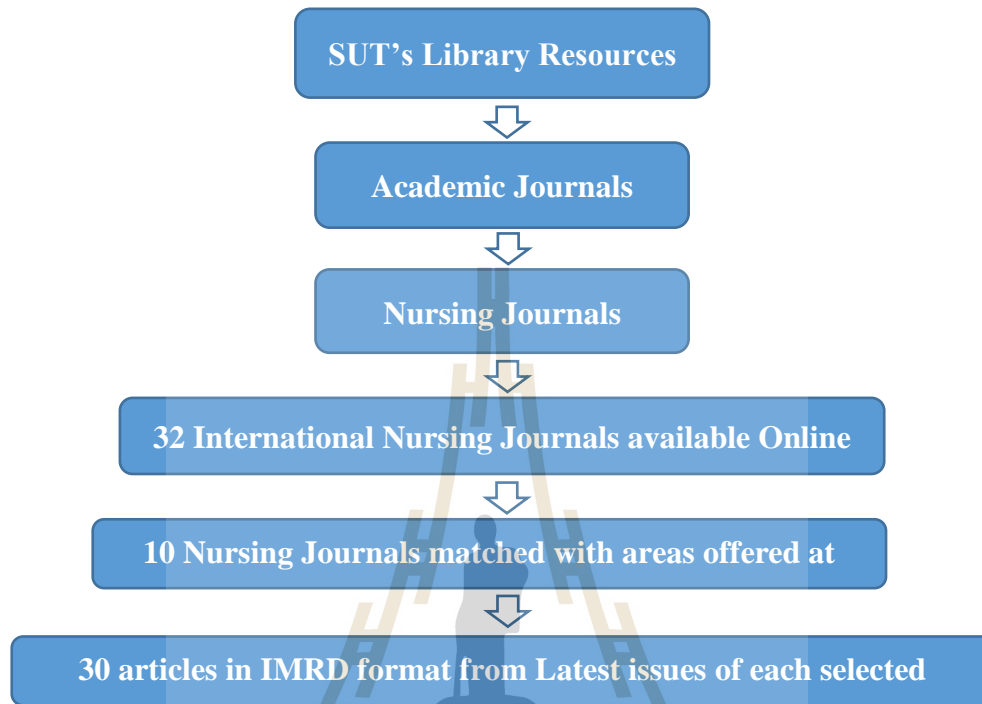 SUT’s Library Resources
Academic Journals
Nursing Journals
32 International Nursing Journals available Online
10 Nursing Journals matched with areas offered at
30 articles in IMRD format from Latest issues of each selected